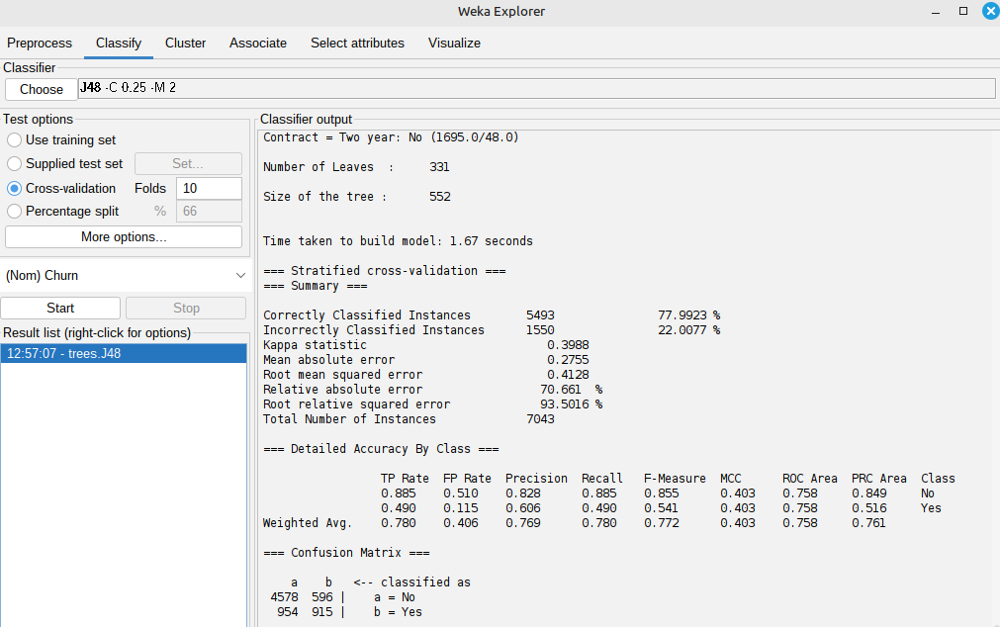 Weka Explorer
Preprocess Classify Cluster Associate Select attributes Visualize
Classifier
Choose J48 -C 0.25 -M 2
Test options
Use training set
Supplied test set Set...
Cross-validation Folds 10
Percentage split % 66
More options...
(Nom) Churn
Start Stop
Result list (right-click for options)
12:57:07 - trees.J48
Classifier output
Contract = Two year: No (1695.0/48.0)
Number of Leaves : 331
Size of the tree : 552
Time taken to build model: 1.67 seconds
=== Stratified cross-validation ===
=== Summary ===
Correctly Classified Instances 5493 77.9923 %
Incorrectly Classified Instances 1550 22.0077 %
Kappa statistic 0.3988
Mean absolute error 0.2755
Root mean squared error 0.4128
Relative absolute error 70.661 %
Root relative squared error 93.5016 %
Total Number of Instances 7043
=== Detailed Accuracy By Class ===
TP Rate FP Rate Precision Recall F-Measure MCC ROC Area PRC Area Class
0.885 0.510 0.828 0.885 0.855 0.403 0.758 0.849 No
0.490 0.115 0.606 0.490 0.541 0.403 0.758 0.516 Yes
Weighted Avg. 0.780 0.406 0.769 0.780 0.772 0.403 0.758 0.761
=== Confusion Matrix ===
a b <-- classified as
4578 596 | a = No
954 915 | b = Yes